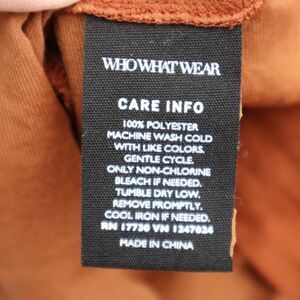 WHO WHAT WEAR
CARE INFO
100% POLYESTER
MACHINE WASH COLD
WITH LIKE COLORS.
GENTLE CYCLE.
ONLY NON-CHLORINE
BLEACH IF NEEDED.
TUMBLE DRY LOW.
REMOVE PROMPTLY.
COOL IRON IF NEEDED.
RN 17730 VN 1247024
MADE IN CHINA